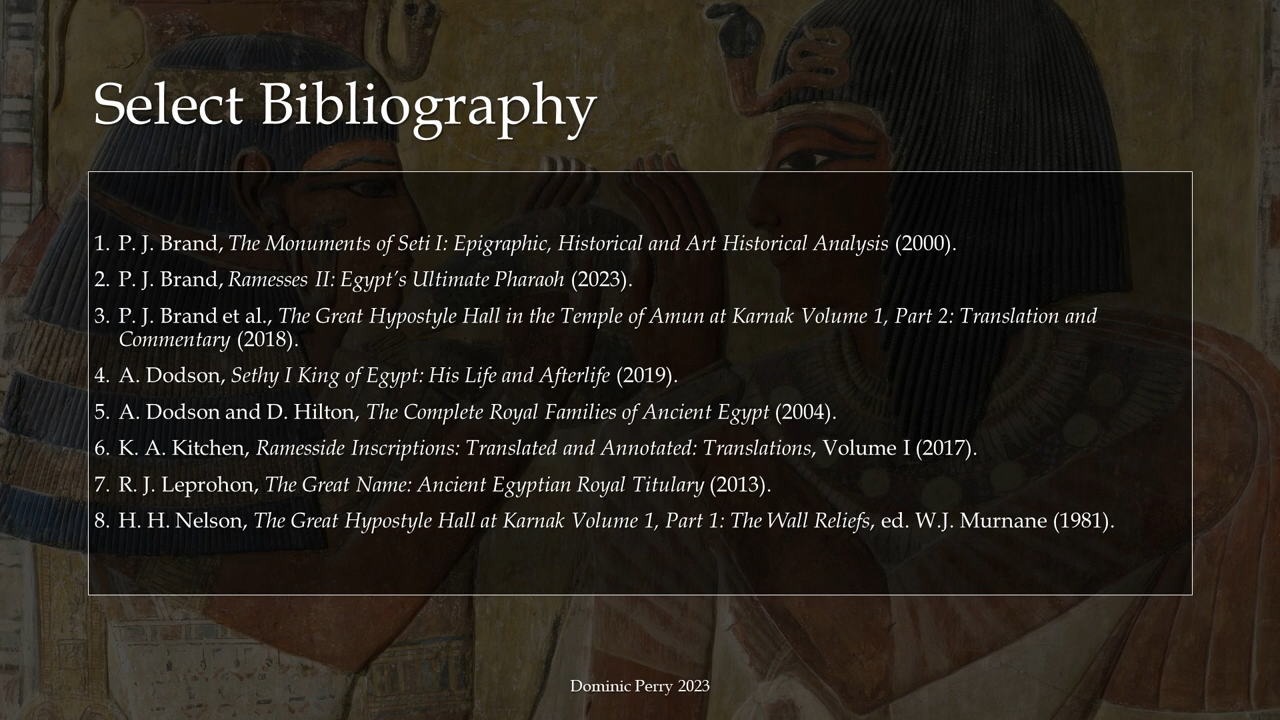 Select Bibliography
1. P. J. Brand, The Monuments of Seti I: Epigraphic, Historical and Art Historical Analysis (2000).
2. P. J. Brand, Ramesses II: Egypt’s Ultimate Pharaoh (2023).
3. P. J. Brand et al., The Great Hypostyle Hall in the Temple of Amun at Karnak Volume 1, Part 2: Translation and
Commentary (2018).
4. A. Dodson, Sethy I King of Egypt: His Life and Afterlife (2019).
5. A. Dodson and D. Hilton, The Complete Royal Families of Ancient Egypt (2004).
6. K. A. Kitchen, Ramesside Inscriptions: Translated and Annotated: Translations, Volume I (2017).
7. R. J. Leprohon, The Great Name: Ancient Egyptian Royal Titulary (2013).
8. H. H. Nelson, The Great Hypostyle Hall at Karnak Volume 1, Part 1: The Wall Reliefs, ed. W.J. Murnane (1981).
Dominic Perry 2023